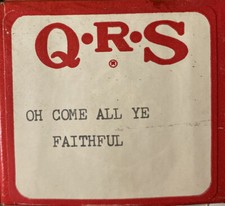 Q•R•S
®
OH COME ALL YE
FAITHFUL